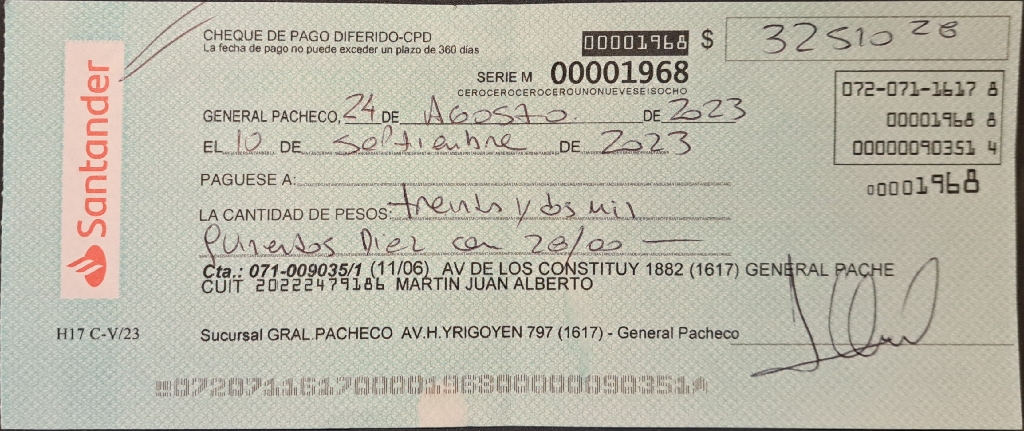 Santander
CHEQUE DE PAGO DIFERIDO-CPD
La fecha de pago no puede exceder un plazo de 360 días
00001968 $ 32510 28
SERIE M 00001968
CEROCEROCEROCEROUNONUEVESEISOCHO
072-071-1617 8
00001968 8
00000090351 4
00001968
GENERAL PACHECO, 24 DE AGOSTO. DE 2023
EL 10 DE septiembre DE 2023
PAGUESE A:
LA CANTIDAD DE PESOS: treinta y dos mil
quinientos Diez con 28/00
Cta.: 071-009035/1 (11/06) AV DE LOS CONSTITUY 1882 (1617) GENERAL PACHE
CUIT 20222479186 MARTIN JUAN ALBERTO
H17 C-V/23
Sucursal GRAL.PACHECO AV.H.YRIGOYEN 797 (1617) - General Pacheco